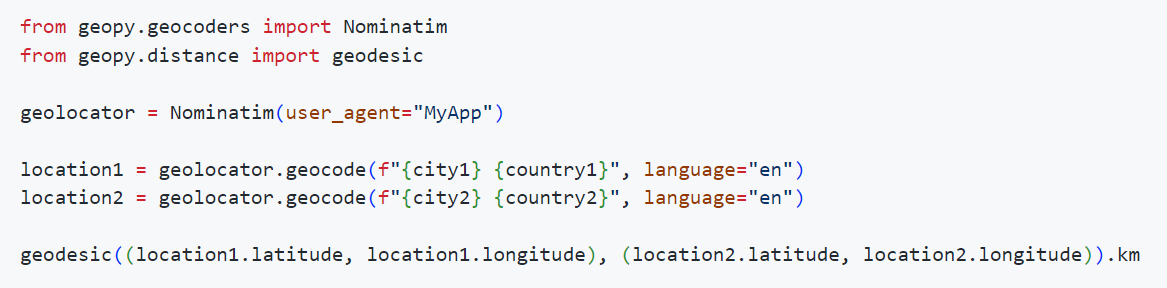 from geopy.geocoders import Nominatim
from geopy.distance import geodesic
geolocator = Nominatim(user_agent="MyApp")
location1 = geolocator.geocode(f"{city1} {country1}", language="en")
location2 = geolocator.geocode(f"{city2} {country2}", language="en")
geodesic((location1.latitude, location1.longitude), (location2.latitude, location2.longitude)).km